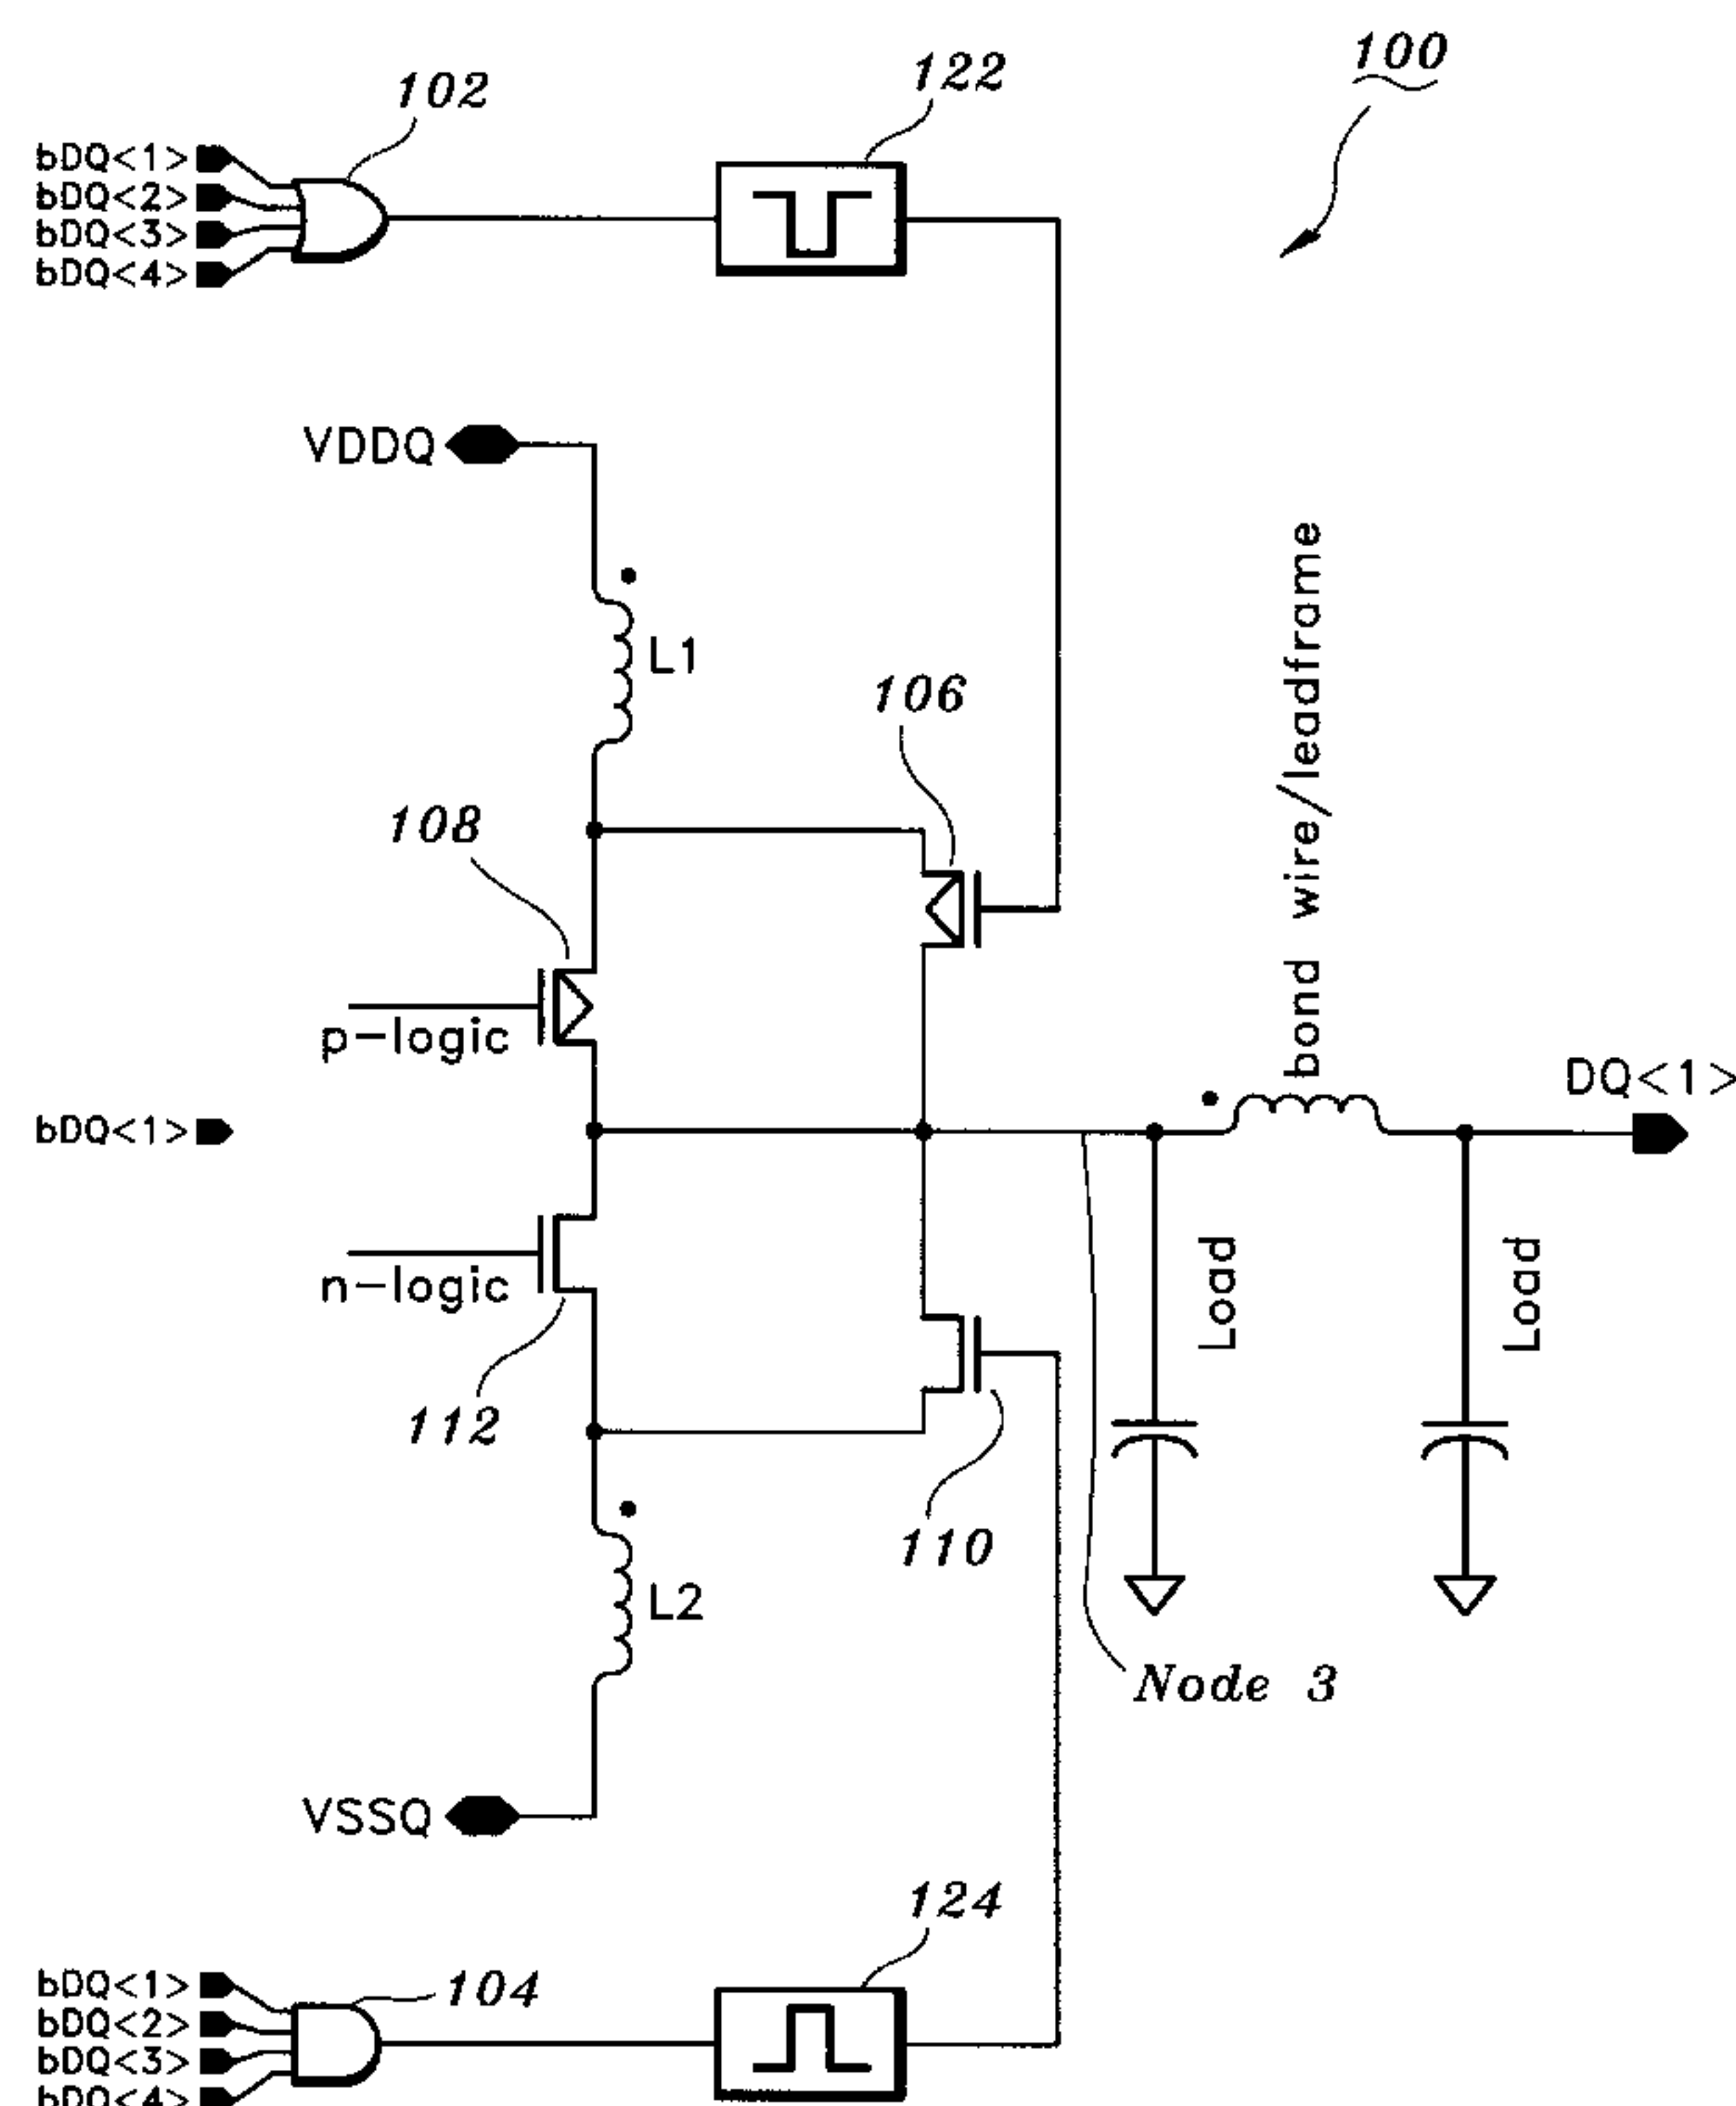 100
102
122
bDQ<1>
bDQ<2>
bDQ<3>
bDQ<4>
VDDQ
L1
106
108
bond wire/leadframe
p-logic
DQ<1>
bDQ<1>
n-logic
Load
Load
112
110
L2
Node 3
VSSQ
124
104
bDQ<1>
bDQ<2>
bDQ<3>
bDQ<4>